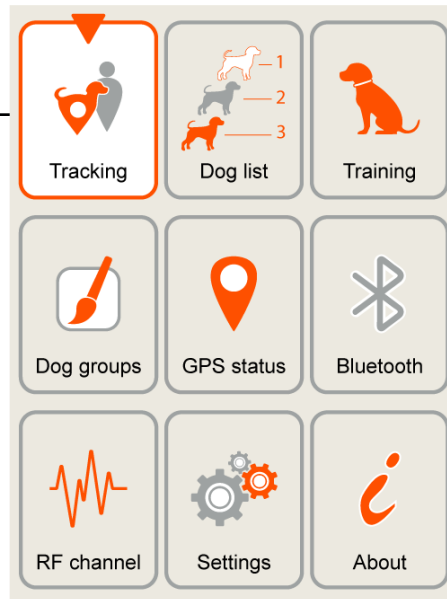 1
2
3
Tracking
Dog list
Training
Dog groups
GPS status
Bluetooth
RF channel
Settings
About